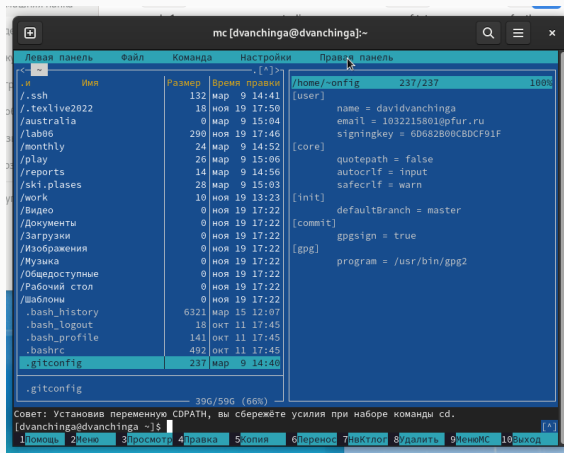 mc [dvanchinga@dvanchinga]:~
Левая панель Файл Команда Настройки Правая панель
<— ~ .[^]>
.и Имя Размер Время правки
/.ssh 132 мар 9 14:41
/.texlive2022 18 ноя 19 17:50
/australia 0 мар 9 15:04
/lab06 290 ноя 19 17:46
/monthly 24 мар 9 14:52
/play 26 мар 9 15:06
/reports 14 мар 9 14:56
/ski.plases 28 мар 9 15:03
/work 10 ноя 19 13:23
/Видео 0 ноя 19 17:22
/Документы 0 ноя 19 17:22
/Загрузки 0 ноя 19 17:22
/Изображения 0 ноя 19 17:22
/Музыка 0 ноя 19 17:22
/Общедоступные 0 ноя 19 17:22
/Рабочий стол 0 ноя 19 17:22
/Шаблоны 0 ноя 19 17:22
.bash_history 6321 мар 15 12:07
.bash_logout 18 окт 11 17:45
.bash_profile 141 окт 11 17:45
.bashrc 492 окт 11 17:45
.gitconfig 237 мар 9 14:40
.gitconfig
39G/59G (66%)
/home/~onfig 237/237 100%
[user]
name = davidvanchinga
email = 1032215801@pfur.ru
signingkey = 6D682B00CBDCF91F
[core]
quotepath = false
autocrlf = input
safecrlf = warn
[init]
defaultBranch = master
[commit]
gpgsign = true
[gpg]
program = /usr/bin/gpg2
Совет: Установив переменную CDPATH, вы сбережёте усилия при наборе команды cd.
[dvanchinga@dvanchinga ~]$ [^]
1Помощь 2Меню 3Просмотр 4Правка 5Копия 6Перенос 7НвКтлог 8Удалить 9МенюМС 10Выход